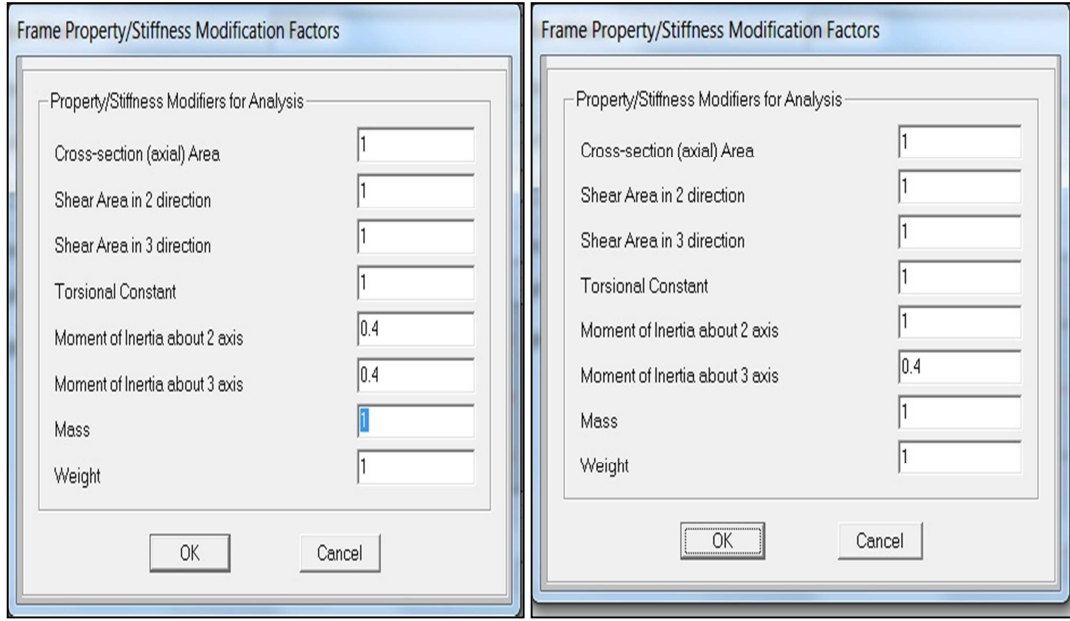 Frame Property/Stiffness Modification Factors
Property/Stiffness Modifiers for Analysis
Cross-section (axial) Area 1
Shear Area in 2 direction 1
Shear Area in 3 direction 1
Torsional Constant 1
Moment of Inertia about 2 axis 0.4
Moment of Inertia about 3 axis 0.4
Mass 1
Weight 1
OK Cancel
Frame Property/Stiffness Modification Factors
Property/Stiffness Modifiers for Analysis
Cross-section (axial) Area 1
Shear Area in 2 direction 1
Shear Area in 3 direction 1
Torsional Constant 1
Moment of Inertia about 2 axis 1
Moment of Inertia about 3 axis 0.4
Mass 1
Weight 1
OK Cancel